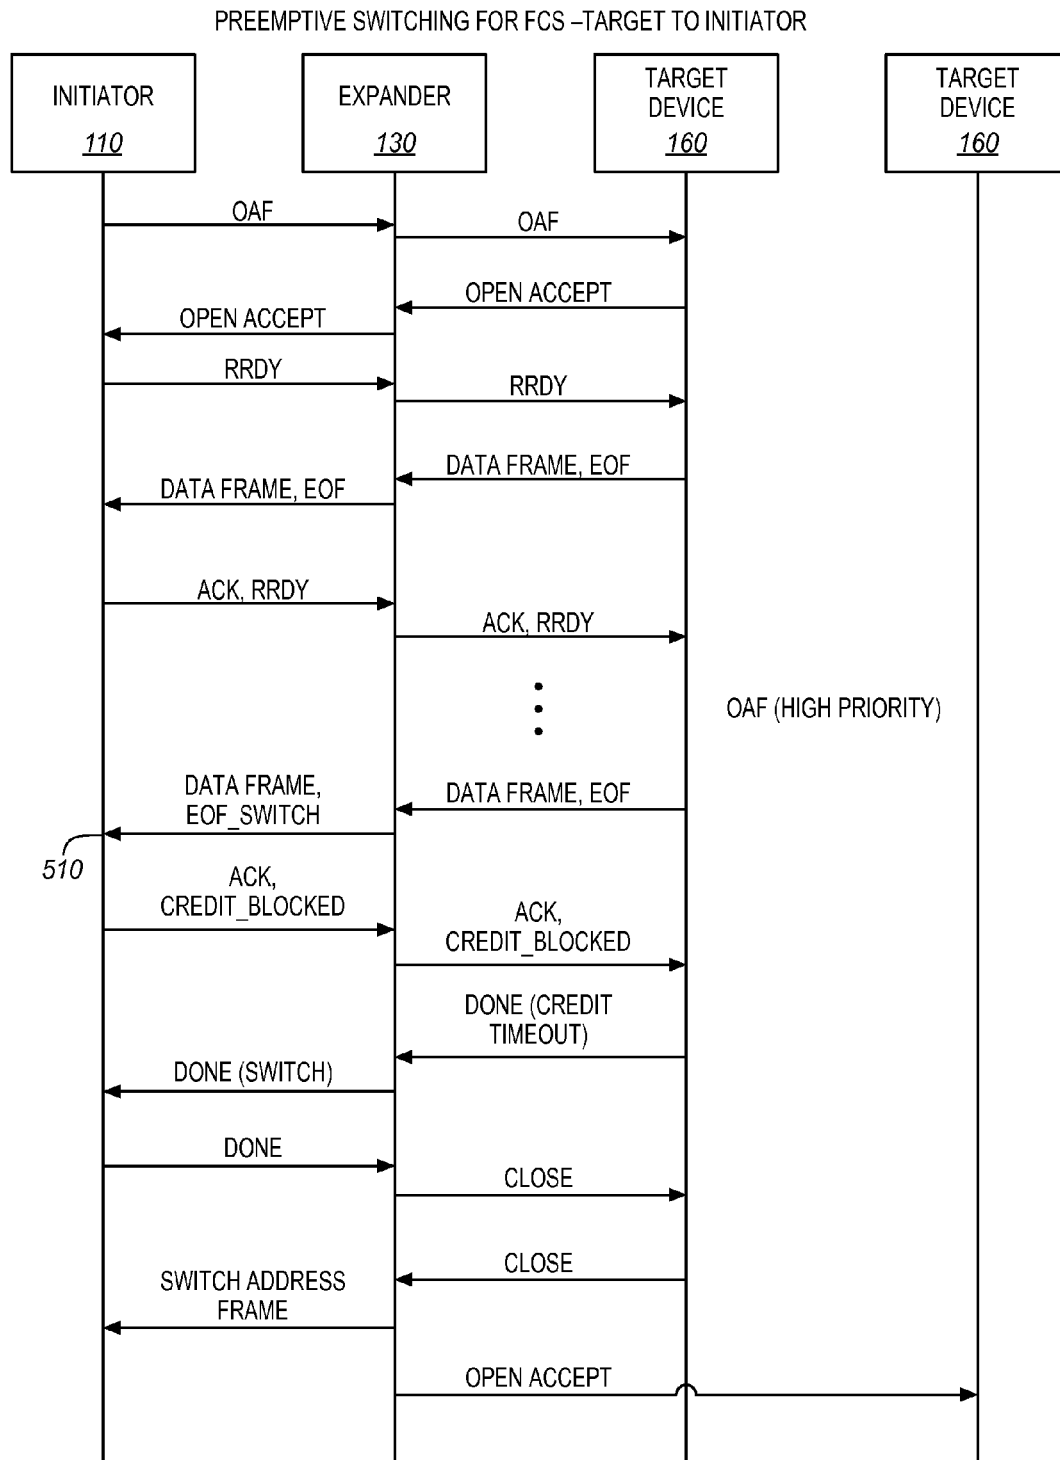 PREEMPTIVE SWITCHING FOR FCS –TARGET TO INITIATOR
INITIATOR
110
EXPANDER
130
TARGET
DEVICE
160
TARGET
DEVICE
160
OAF
OAF
OPEN ACCEPT
OPEN ACCEPT
RRDY
RRDY
DATA FRAME, EOF
DATA FRAME, EOF
ACK, RRDY
ACK, RRDY
OAF (HIGH PRIORITY)
DATA FRAME, EOF
DATA FRAME,
EOF_SWITCH
510
ACK,
CREDIT_BLOCKED
ACK,
CREDIT_BLOCKED
DONE (CREDIT
TIMEOUT)
DONE (SWITCH)
DONE
CLOSE
CLOSE
SWITCH ADDRESS
FRAME
OPEN ACCEPT